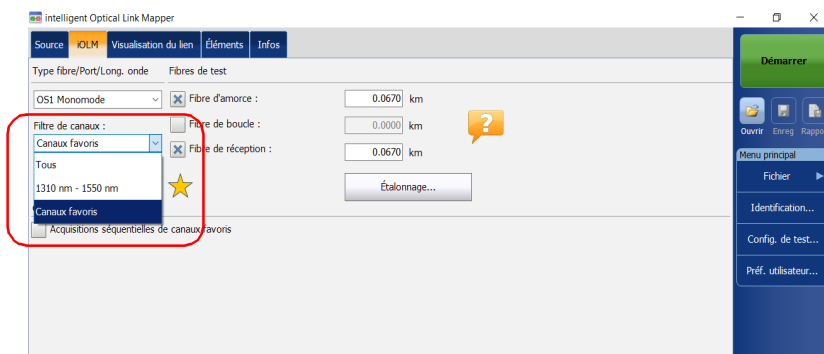 intelligent Optical Link Mapper
Source iOLM Visualisation du lien Éléments Infos
Démarrer
Type fibre/Port/Long. onde Fibres de test
OS1 Monomode Fibre d'amorce : 0.0670 km
Filtre de canaux : Fibre de boucle : 0.0000 km
Canaux favoris Fibre de réception : 0.0670 km
Tous
1310 nm - 1550 nm Étalonnage...
Canaux favoris
Acquisitions séquentielles de canaux favoris
Ouvrir Enreg Rappo
Menu principal
Fichier
Identification...
Config. de test...
Préf. utilisateur...